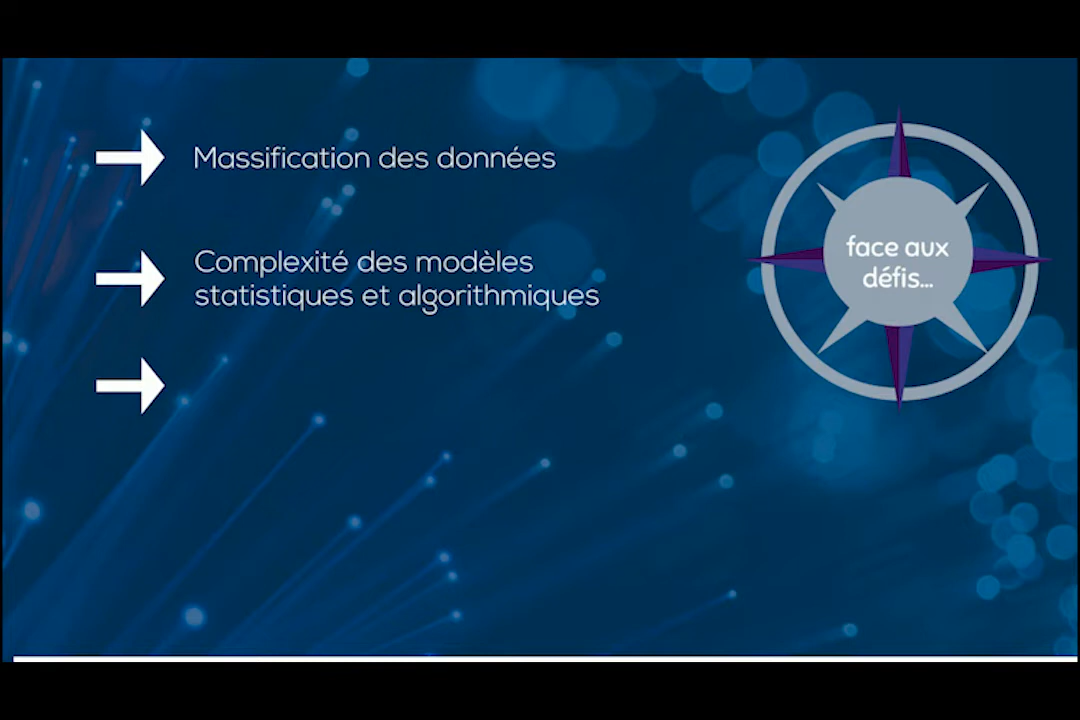 Massification des données
Complexité des modèles
statistiques et algorithmiques
face aux
défis...